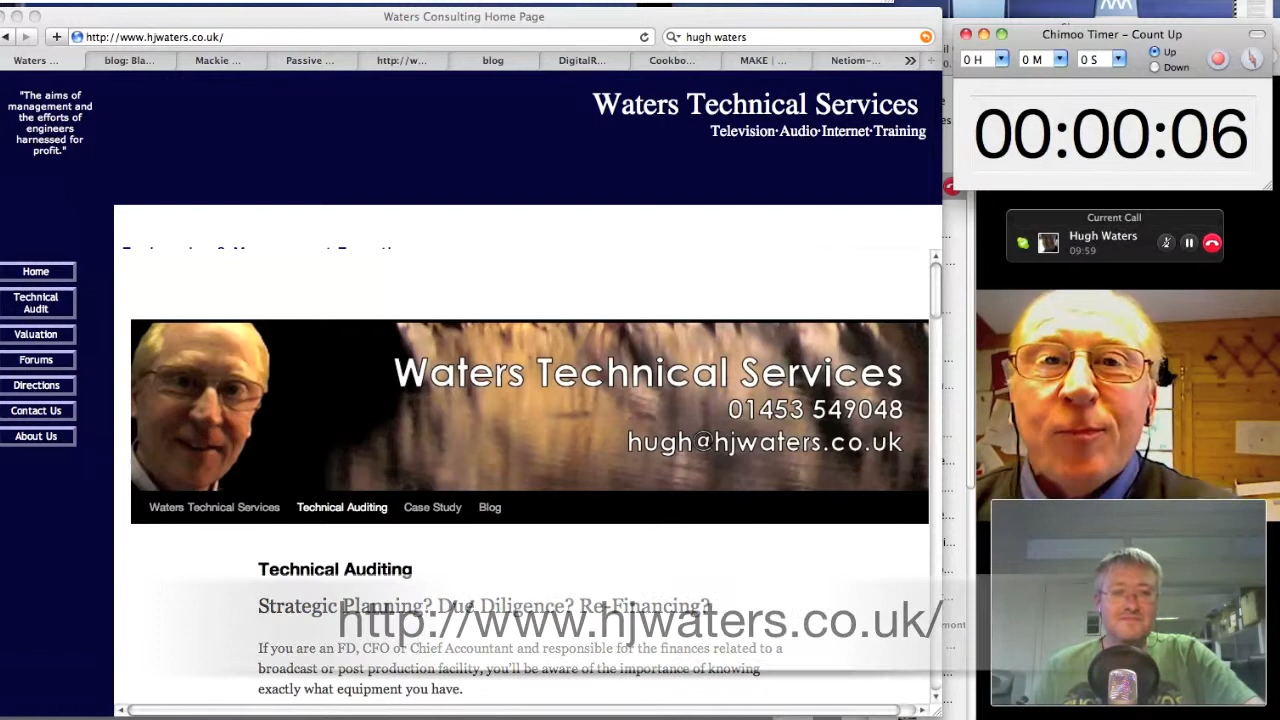 Waters Consulting Home Page
http://www.hjwaters.co.uk/
hugh waters
Waters ...
blog: Bla...
Mackie ...
Passive ...
http://w...
blog
DigitalR...
Cookbo...
MAKE | ...
Netiom-...
"The aims of
management and
the efforts of
engineers
harnessed for
profit."
Waters Technical Services
Television·Audio·Internet·Training
Home
Technical
Audit
Valuation
Forums
Directions
Contact Us
About Us
Waters Technical Services
01453 549048
hugh@hjwaters.co.uk
Waters Technical Services
Technical Auditing
Case Study
Blog
Technical Auditing
Strategic Planning? Due Diligence? Re-Financing?
http://www.hjwaters.co.uk/
If you are an FD, CFO or Chief Accountant and responsible for the finances related to a
broadcast or post production facility, you'll be aware of the importance of knowing
exactly what equipment you have.
Chimoo Timer – Count Up
0 H
0 M
0 S
Up
Down
00:00:06
Current Call
Hugh Waters
09:59